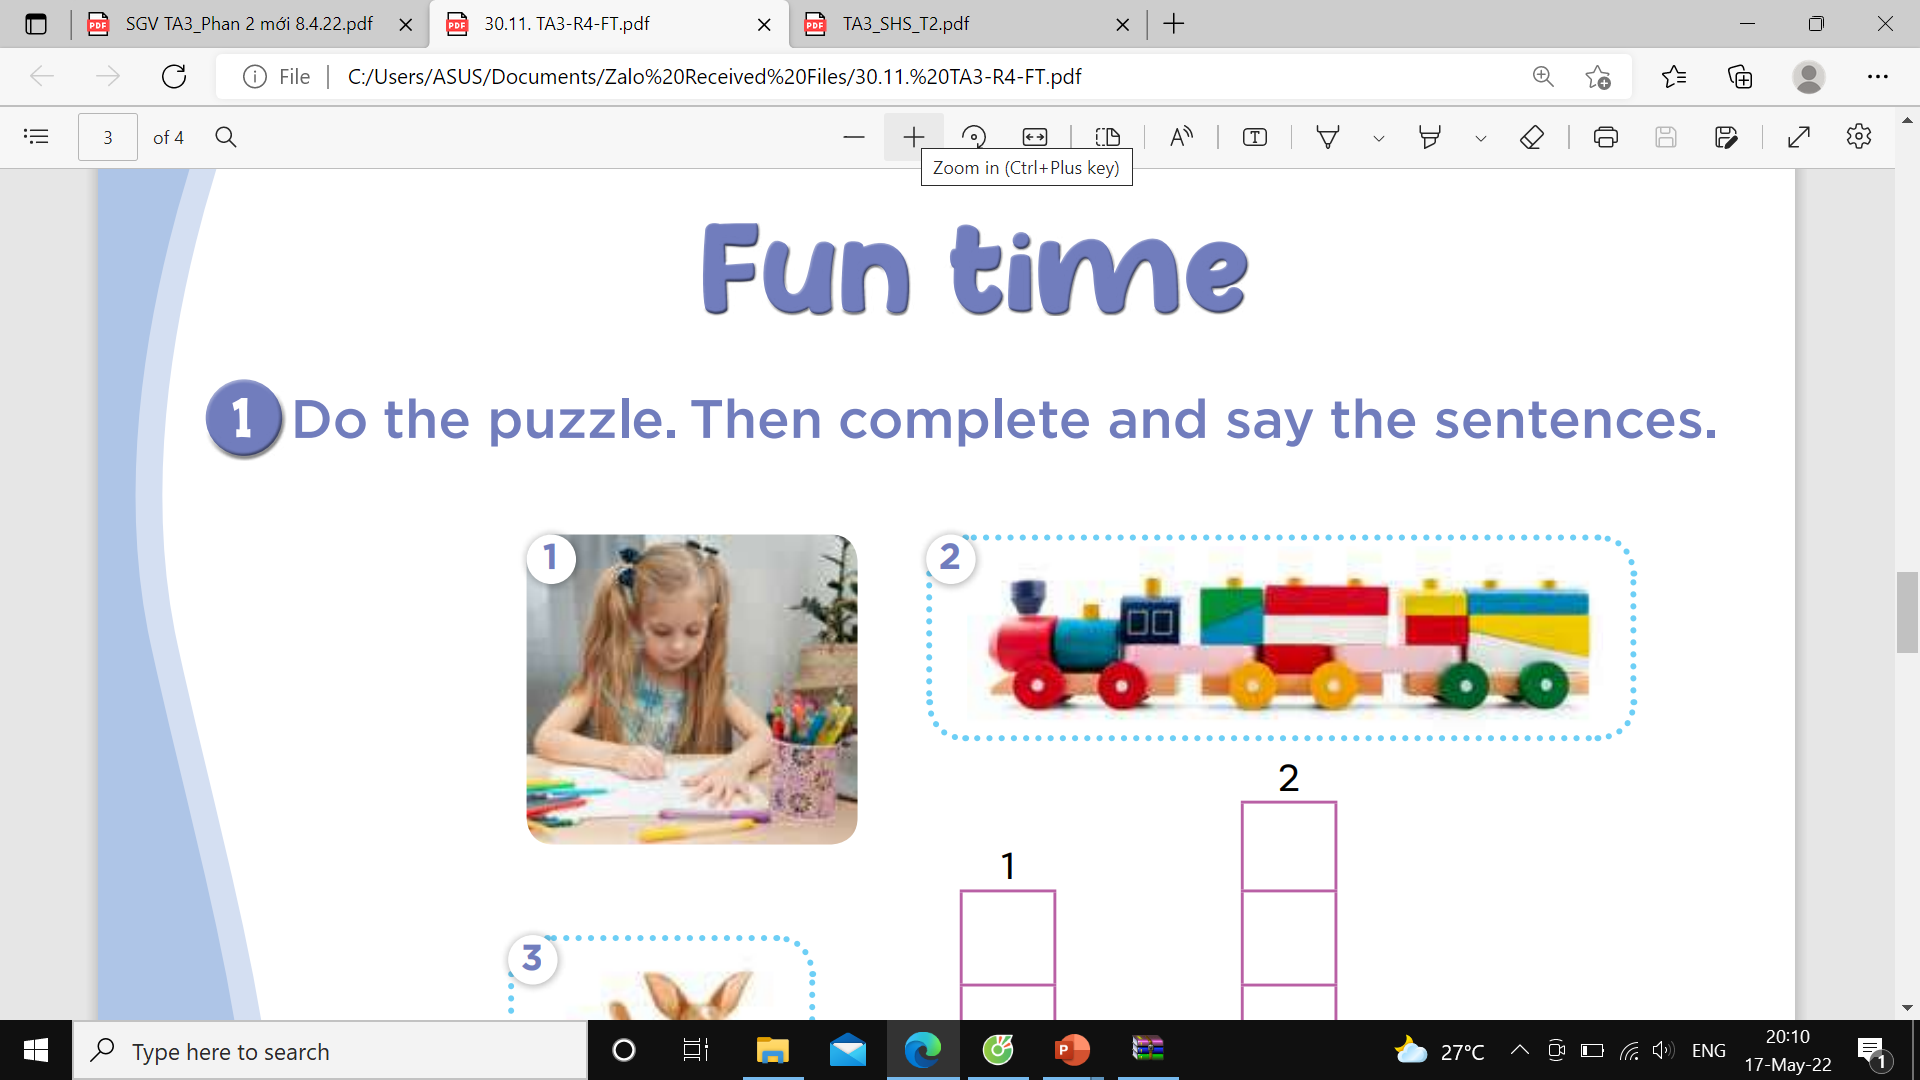 SGV TA3_Phan 2 mới 8.4.22.pdf
30.11. TA3-R4-FT.pdf
TA3_SHS_T2.pdf
File
C:/Users/ASUS/Documents/Zalo%20Received%20Files/30.11.%20TA3-R4-FT.pdf
3
of 4
Zoom in (Ctrl+Plus key)
Fun time
1 Do the puzzle. Then complete and say the sentences.
1
2
2
1
3
Type here to search
27°C
ENG
20:10
17-May-22
1